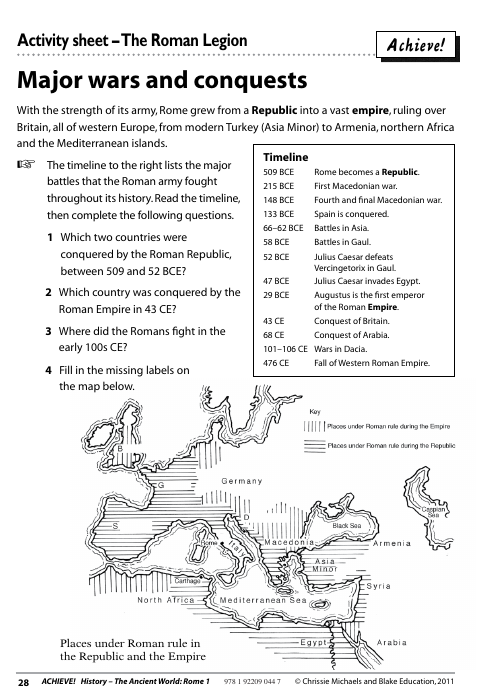 Activity sheet – The Roman Legion
Achieve!
Major wars and conquests
With the strength of its army, Rome grew from a Republic into a vast empire, ruling over
Britain, all of western Europe, from modern Turkey (Asia Minor) to Armenia, northern Africa
and the Mediterranean islands.
The timeline to the right lists the major
battles that the Roman army fought
throughout its history. Read the timeline,
then complete the following questions.
1 Which two countries were
conquered by the Roman Republic,
between 509 and 52 BCE?
2 Which country was conquered by the
Roman Empire in 43 CE?
3 Where did the Romans fight in the
early 100s CE?
4 Fill in the missing labels on
the map below.
Timeline
509 BCE Rome becomes a Republic.
215 BCE First Macedonian war.
148 BCE Fourth and final Macedonian war.
133 BCE Spain is conquered.
66–62 BCE Battles in Asia.
58 BCE Battles in Gaul.
52 BCE Julius Caesar defeats
Vercingetorix in Gaul.
47 BCE Julius Caesar invades Egypt.
29 BCE Augustus is the first emperor
of the Roman Empire.
43 CE Conquest of Britain.
68 CE Conquest of Arabia.
101–106 CE Wars in Dacia.
476 CE Fall of Western Roman Empire.
Key
Places under Roman rule during the Empire
Places under Roman rule during the Republic
B
G
Germany
S
D
Rome
Italy
Black Sea
Caspian
Sea
Macedonia
Armenia
Asia
Minor
Carthage
Syria
North Africa
Mediterranean Sea
Egypt
Arabia
Places under Roman rule in
the Republic and the Empire
28 ACHIEVE! History – The Ancient World: Rome 1 978 1 92209 044 7 © Chrissie Michaels and Blake Education, 2011